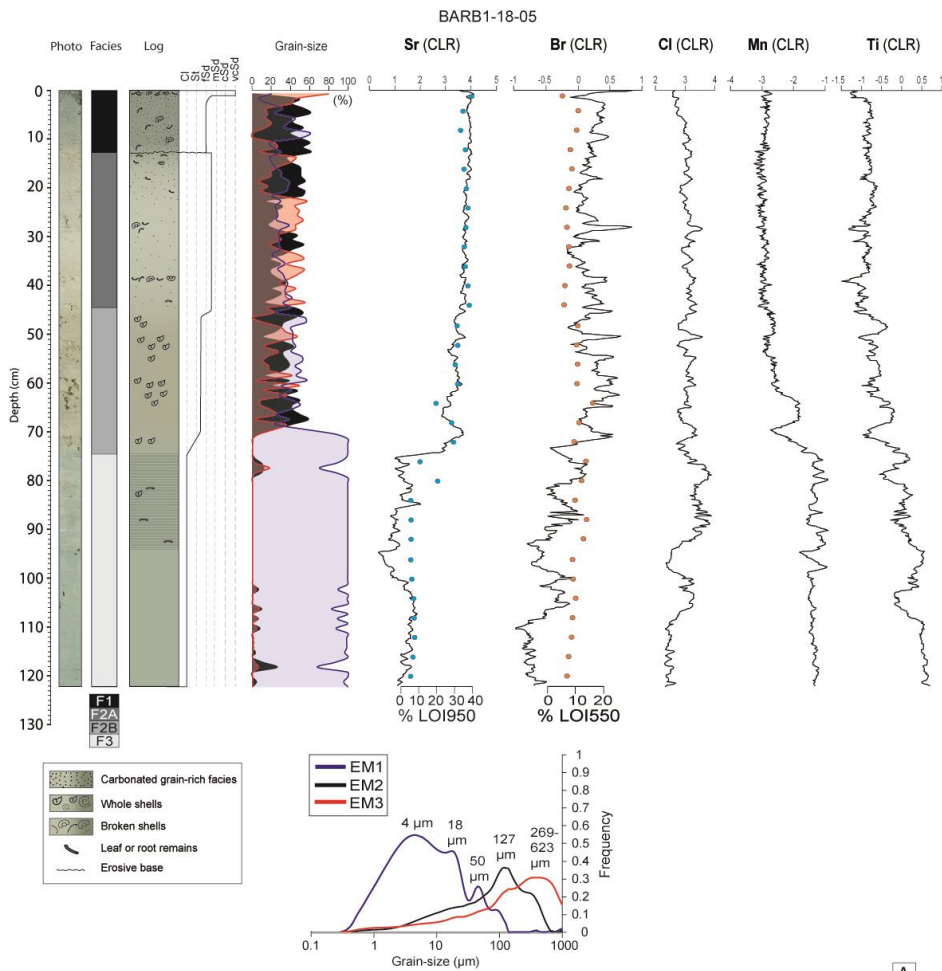 BARB1-18-05
Photo Facies Log Grain-size Sr (CLR) Br (CLR) Cl (CLR) Mn (CLR) Ti (CLR)
Cl St fSd mSd cSd vcSd
0 20 40 60 80 100 0 1 2 3 4 5 -1 -0.5 0 0.5 1 2 3 4 -4 -3 -2 -1 -1 -1.5 -0.5 0 0.5 1
(%)
0
10
20
30
40
50
60
70
80
90
100
110
120
130
Depth (cm)
0 10 20 30 40 0 10 20
% LOI950 % LOI550
F1
F2A
F2B
F3
Carbonated grain-rich facies
Whole shells
Broken shells
Leaf or root remains
Erosive base
EM1
EM2
EM3
4 µm
18 µm
50 µm
127 µm
269-623 µm
1
0.9
0.8
0.7
0.6
0.5
0.4
0.3
0.2
0.1
0
Frequency
0.1 1 10 100 1000
Grain-size (µm)
A